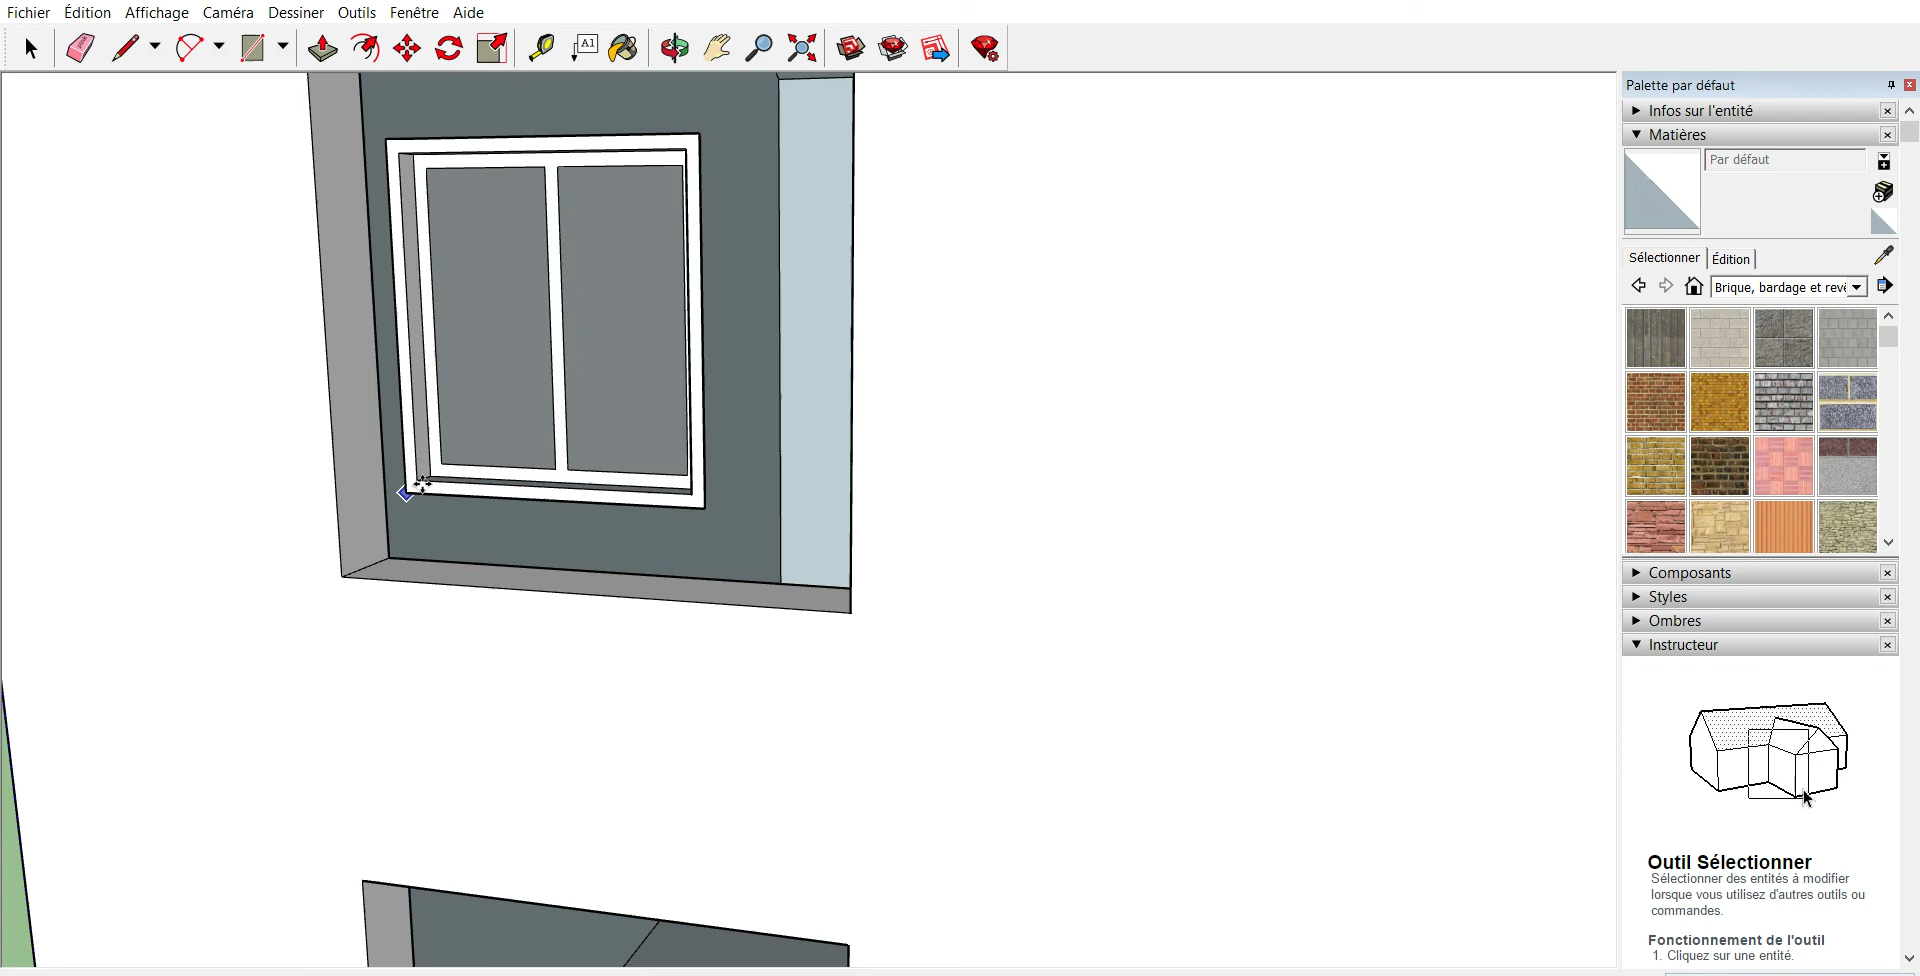 Fichier Édition Affichage Caméra Dessiner Outils Fenêtre Aide
A1
Palette par défaut
Infos sur l'entité
Matières
Par défaut
Sélectionner Édition
Brique, bardage et revê
Composants
Styles
Ombres
Instructeur
Outil Sélectionner
Sélectionner des entités à modifier
lorsque vous utilisez d'autres outils ou
commandes.
Fonctionnement de l'outil
1. Cliquez sur une entité.